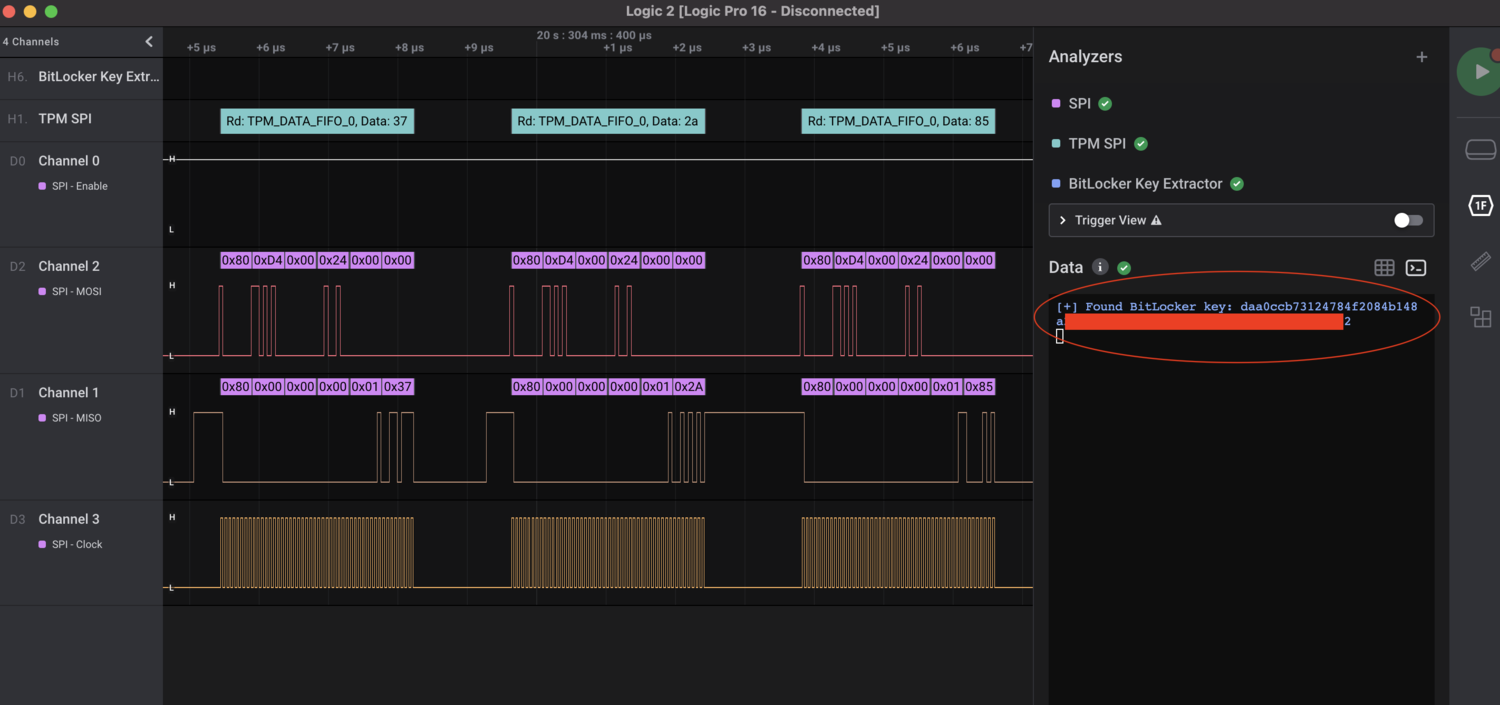 Logic 2 [Logic Pro 16 - Disconnected]
4 Channels
+5 µs +6 µs +7 µs +8 µs +9 µs
20 s : 304 ms : 400 µs
+1 µs +2 µs +3 µs +4 µs +5 µs +6 µs +7
H6. BitLocker Key Extr...
H1. TPM SPI
Rd: TPM_DATA_FIFO_0, Data: 37
Rd: TPM_DATA_FIFO_0, Data: 2a
Rd: TPM_DATA_FIFO_0, Data: 85
D0 Channel 0
SPI - Enable
H
L
D2 Channel 2
SPI - MOSI
0x80 0xD4 0x00 0x24 0x00 0x00
0x80 0xD4 0x00 0x24 0x00 0x00
0x80 0xD4 0x00 0x24 0x00 0x00
H
L
D1 Channel 1
SPI - MISO
0x80 0x00 0x00 0x00 0x01 0x37
0x80 0x00 0x00 0x00 0x01 0x2A
0x80 0x00 0x00 0x00 0x01 0x85
H
L
D3 Channel 3
SPI - Clock
H
L
Analyzers
SPI
TPM SPI
BitLocker Key Extractor
Trigger View
Data
[+] Found BitLocker key: daa0ccb73124784f2084b148
a 2
1F